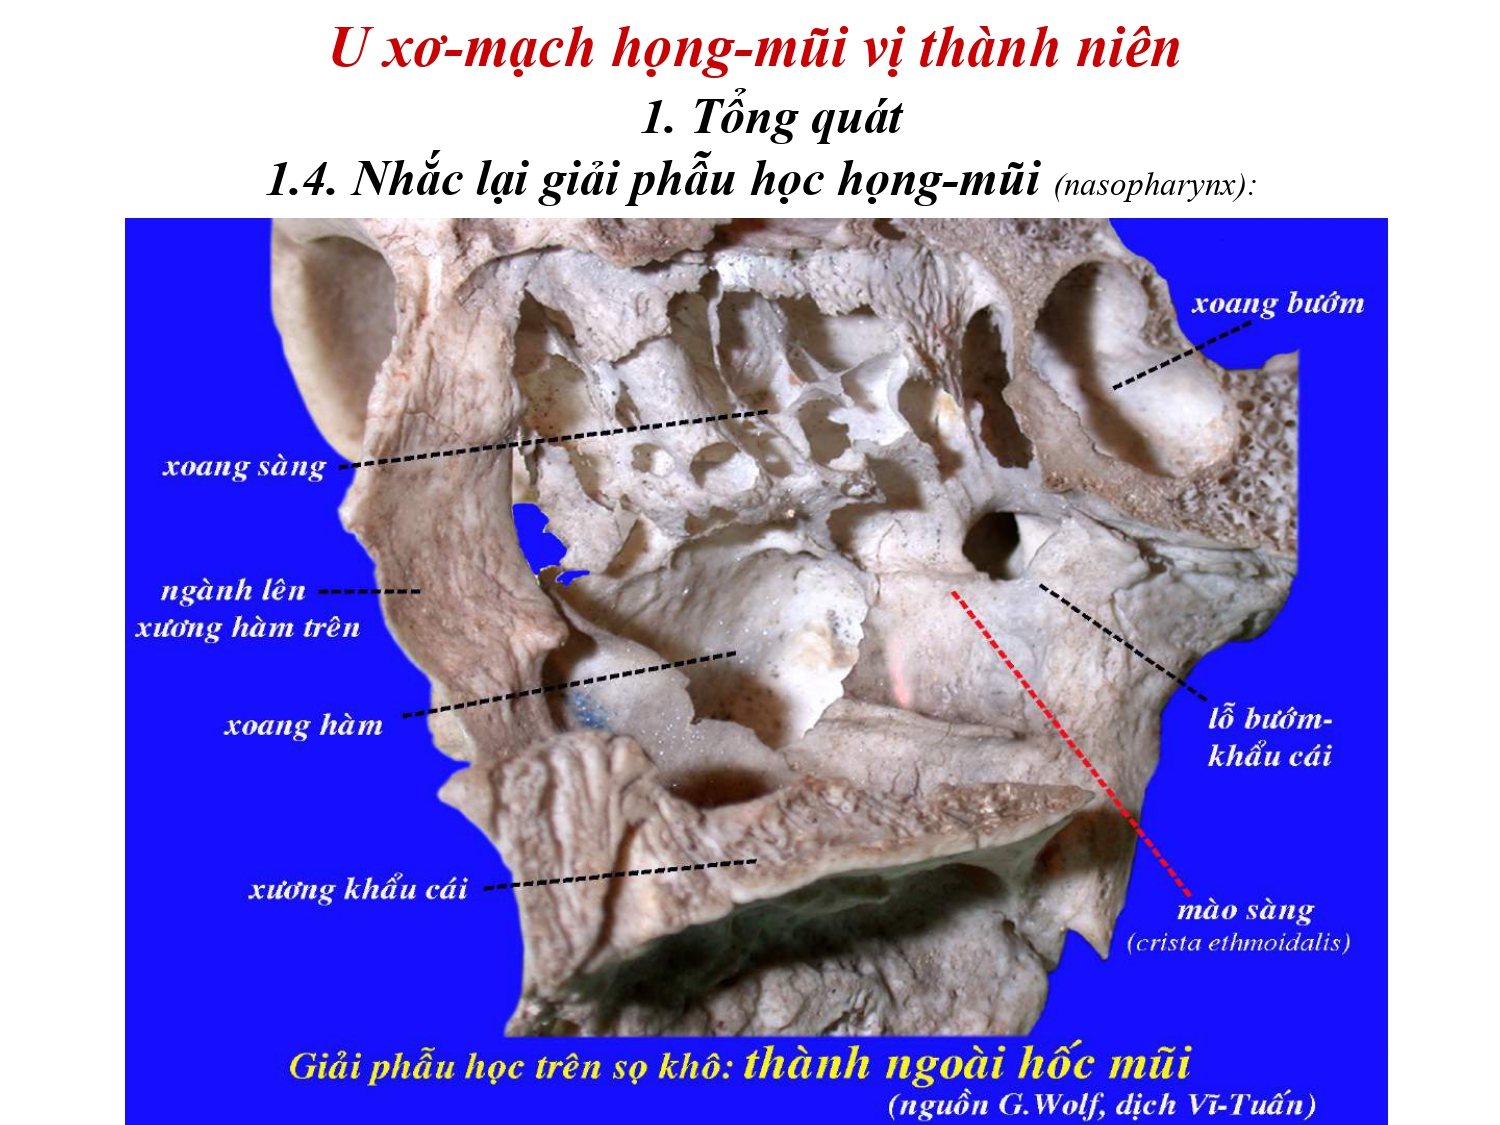 U xơ-mạch họng-mũi vị thành niên
1. Tổng quát
1.4. Nhắc lại giải phẫu học họng-mũi (nasopharynx):
xoang bướm
xoang sàng
ngành lên
xương hàm trên
xoang hàm
lỗ bướm-
khẩu cái
xương khẩu cái
mào sàng
(crista ethmoidalis)
Giải phẫu học trên sọ khô: thành ngoài hốc mũi
(nguồn G.Wolf, dịch Vĩ-Tuấn)